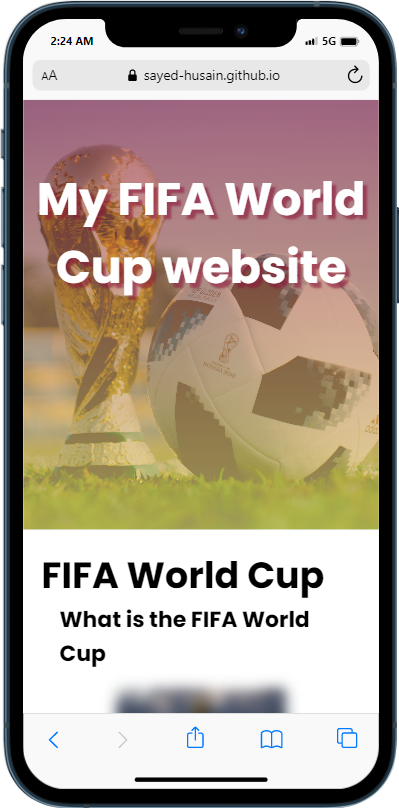 2:24 AM 5G
AA sayed-husain.github.io
My FIFA World
Cup website
FIFA World Cup
What is the FIFA World
Cup